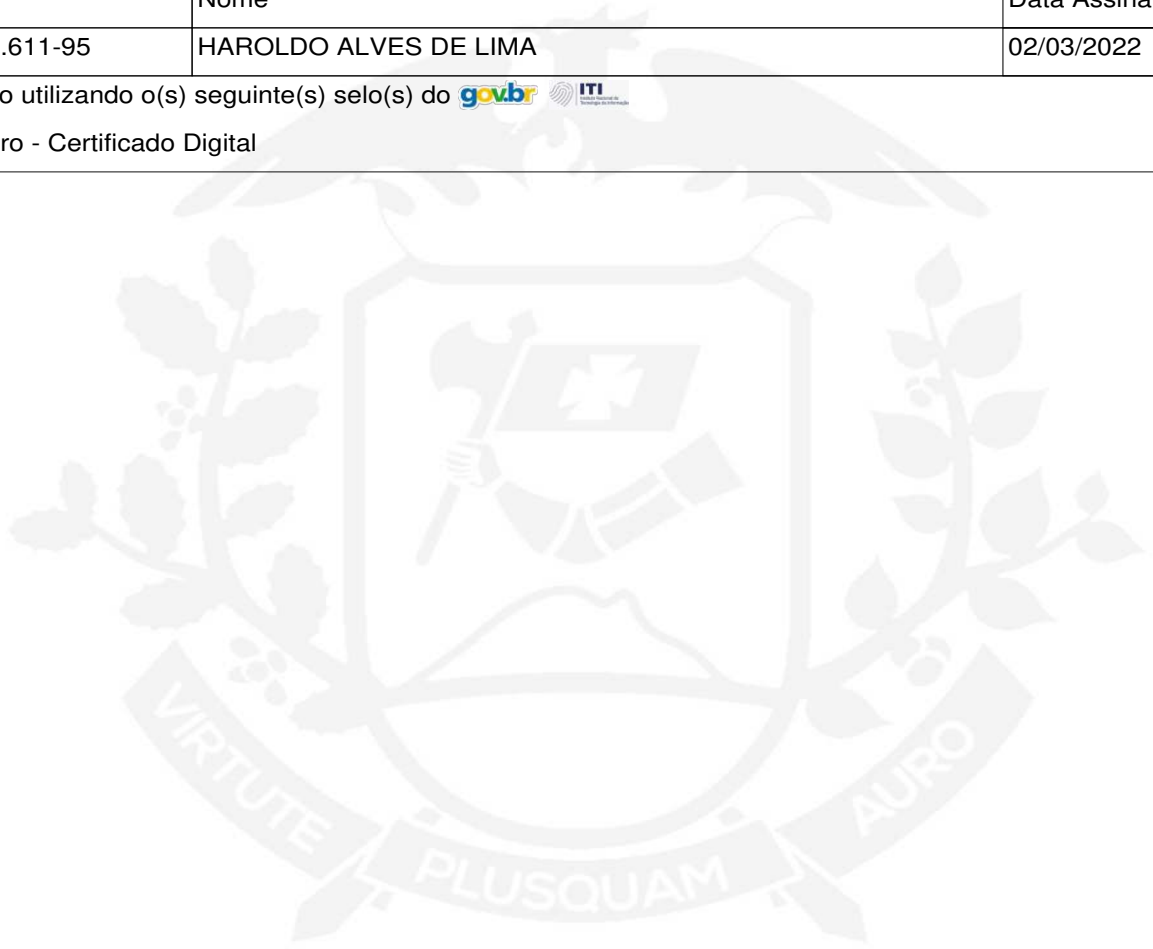 Nome Data Assina
.611-95 HAROLDO ALVES DE LIMA 02/03/2022
o utilizando o(s) seguinte(s) selo(s) do gov.br ITI
ro - Certificado Digital
VIRTUTE PLUSQUAM AURO